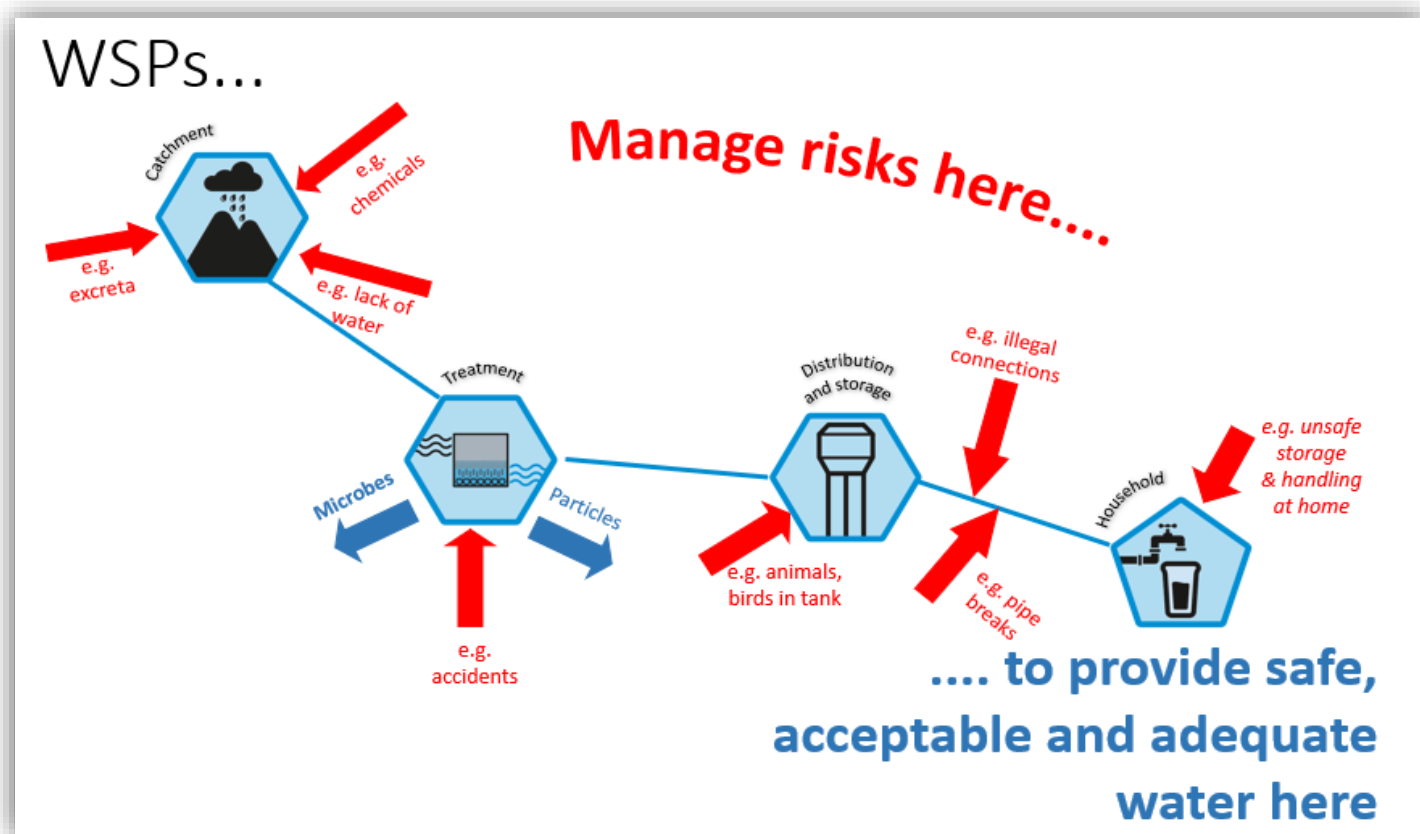 WSPs...
Manage risks here....
Catchment
e.g.
chemicals
e.g.
excreta
e.g. lack of
water
Treatment
Microbes
Particles
e.g.
accidents
Distribution
and storage
e.g. illegal
connections
e.g. animals,
birds in tank
e.g. pipe
breaks
Household
e.g. unsafe
storage
& handling
at home
.... to provide safe,
acceptable and adequate
water here